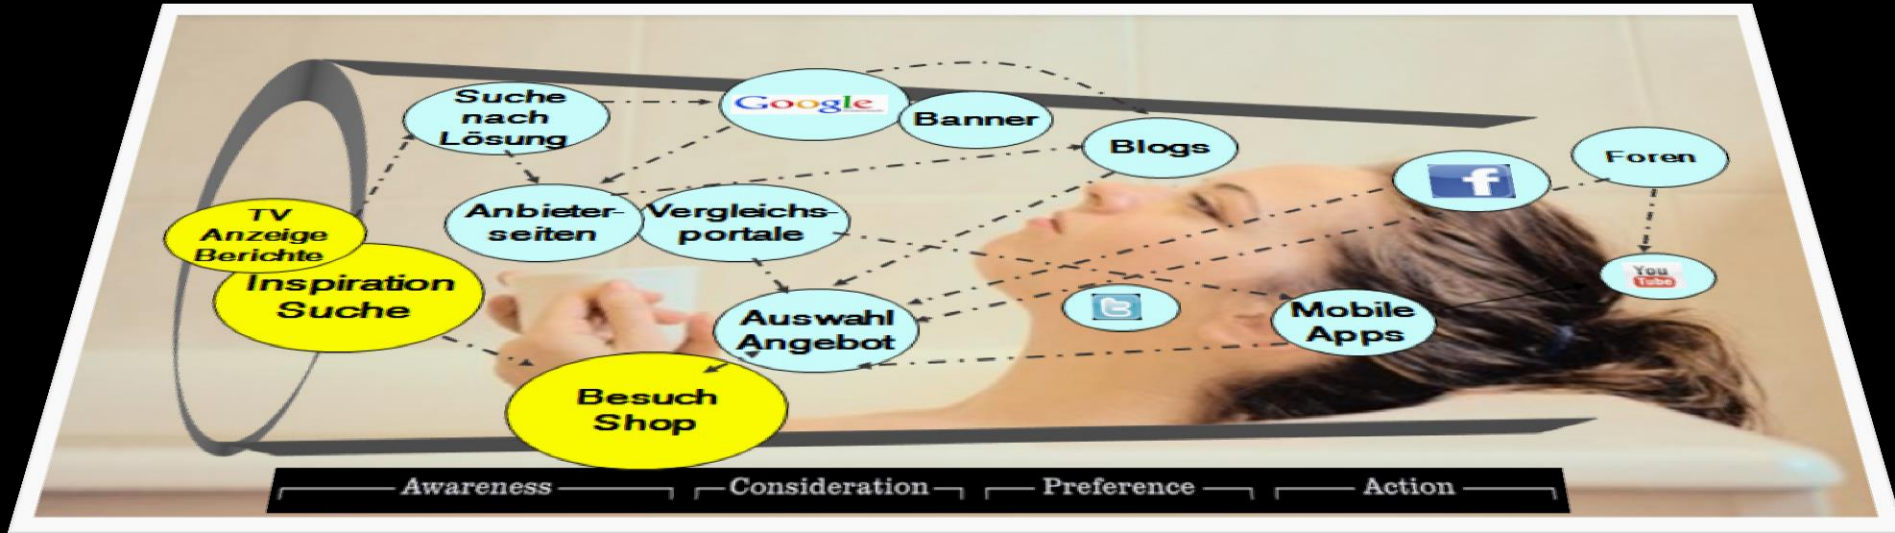 Suche
nach
Lösung
Google
Banner
Blogs
Foren
f
TV
Anzeige
Berichte
Anbieter-
seiten
Vergleichs-
portale
You
Tube
Inspiration
Suche
Auswahl
Angebot
t
Mobile
Apps
Besuch
Shop
Awareness
Consideration
Preference
Action